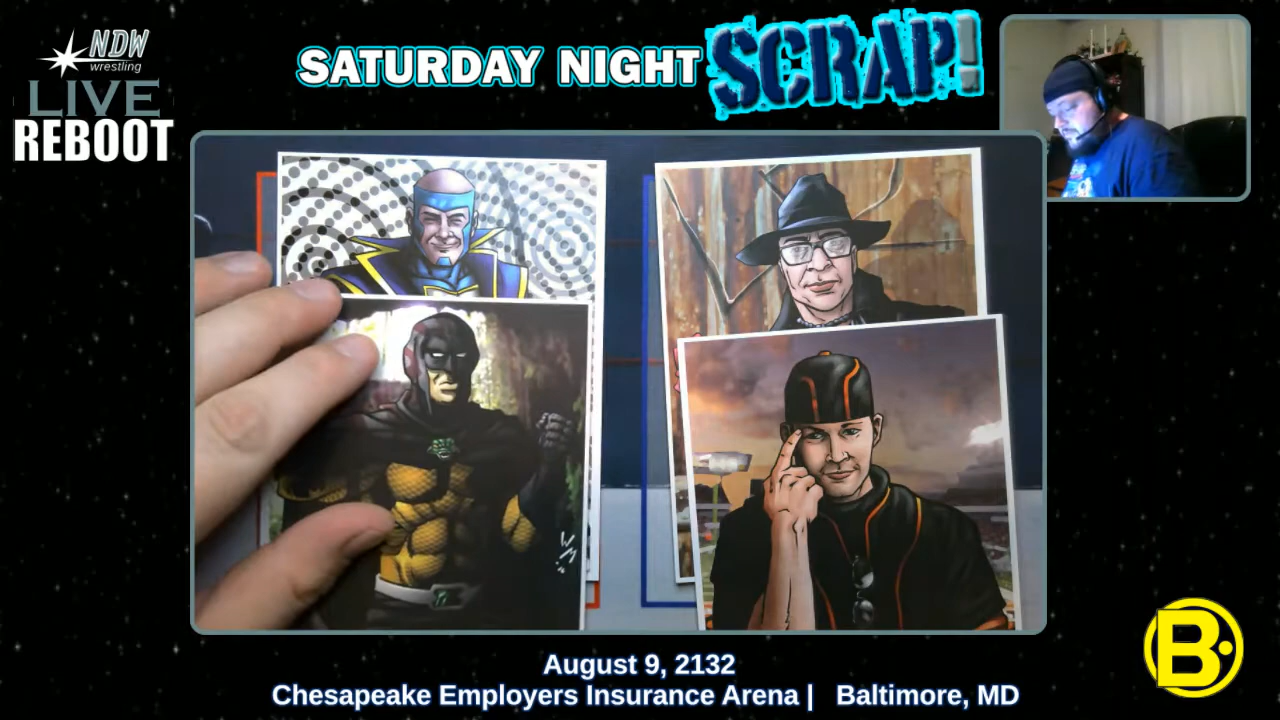 NDW
wrestling
LIVE
REBOOT
SATURDAY NIGHT SCRAP!
B
August 9, 2132
Chesapeake Employers Insurance Arena | Baltimore, MD